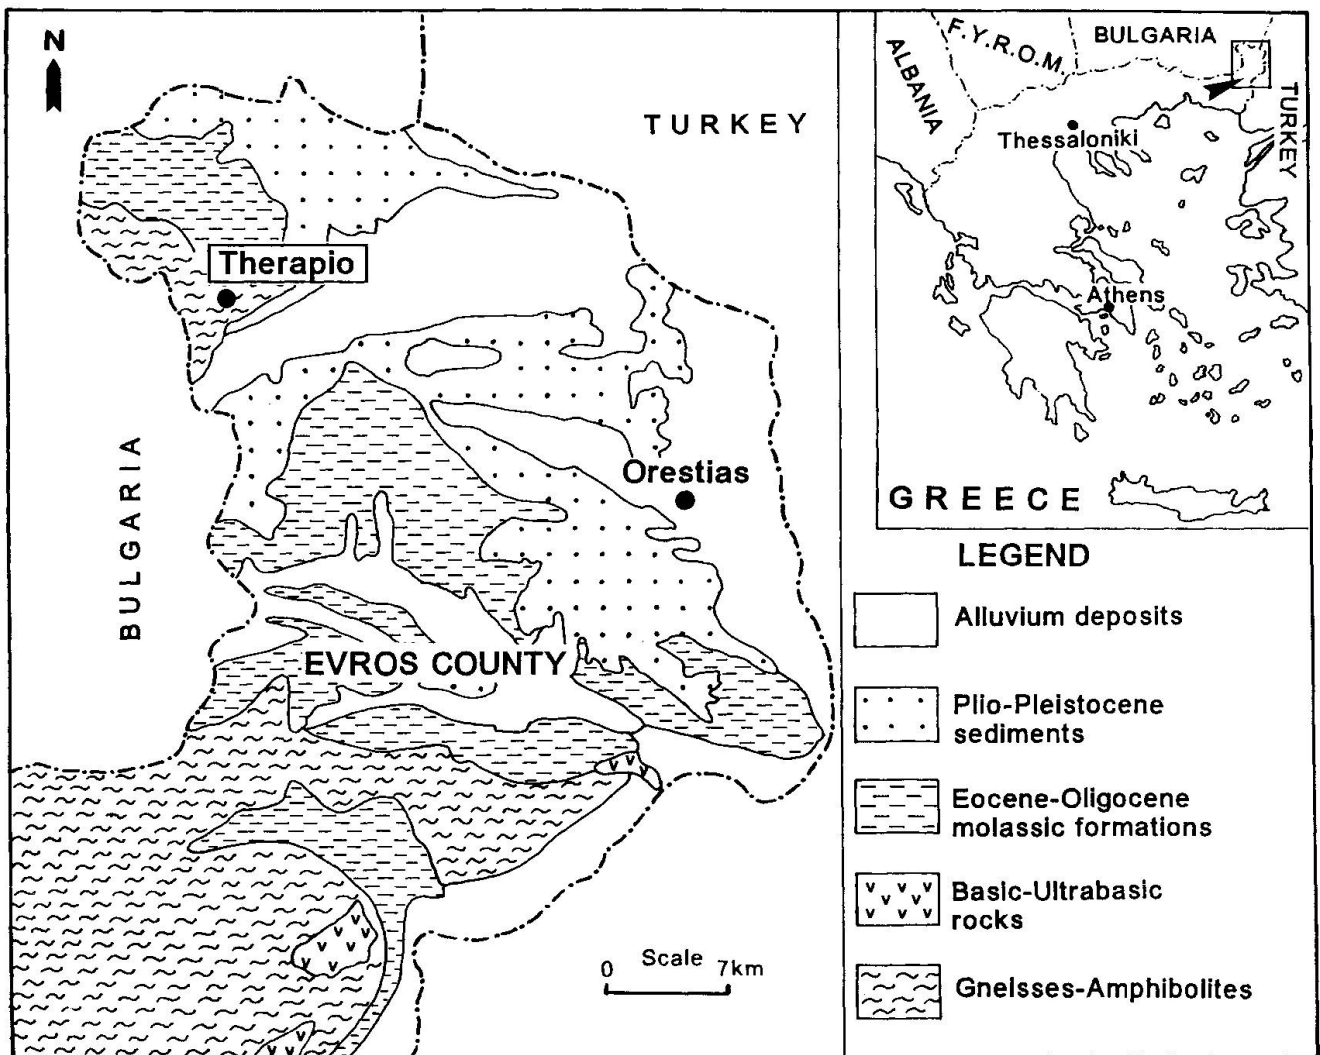 N
TURKEY
Therapio
BULGARIA
Orestias
EVROS COUNTY
0 Scale 7km
ALBANIA
F.Y.R.O.M.
BULGARIA
TURKEY
Thessaloniki
Athens
GREECE
LEGEND
Alluvium deposits
Plio-Pleistocene
sediments
Eocene-Oligocene
molassic formations
Basic-Ultrabasic
rocks
Gneisses-Amphibolites